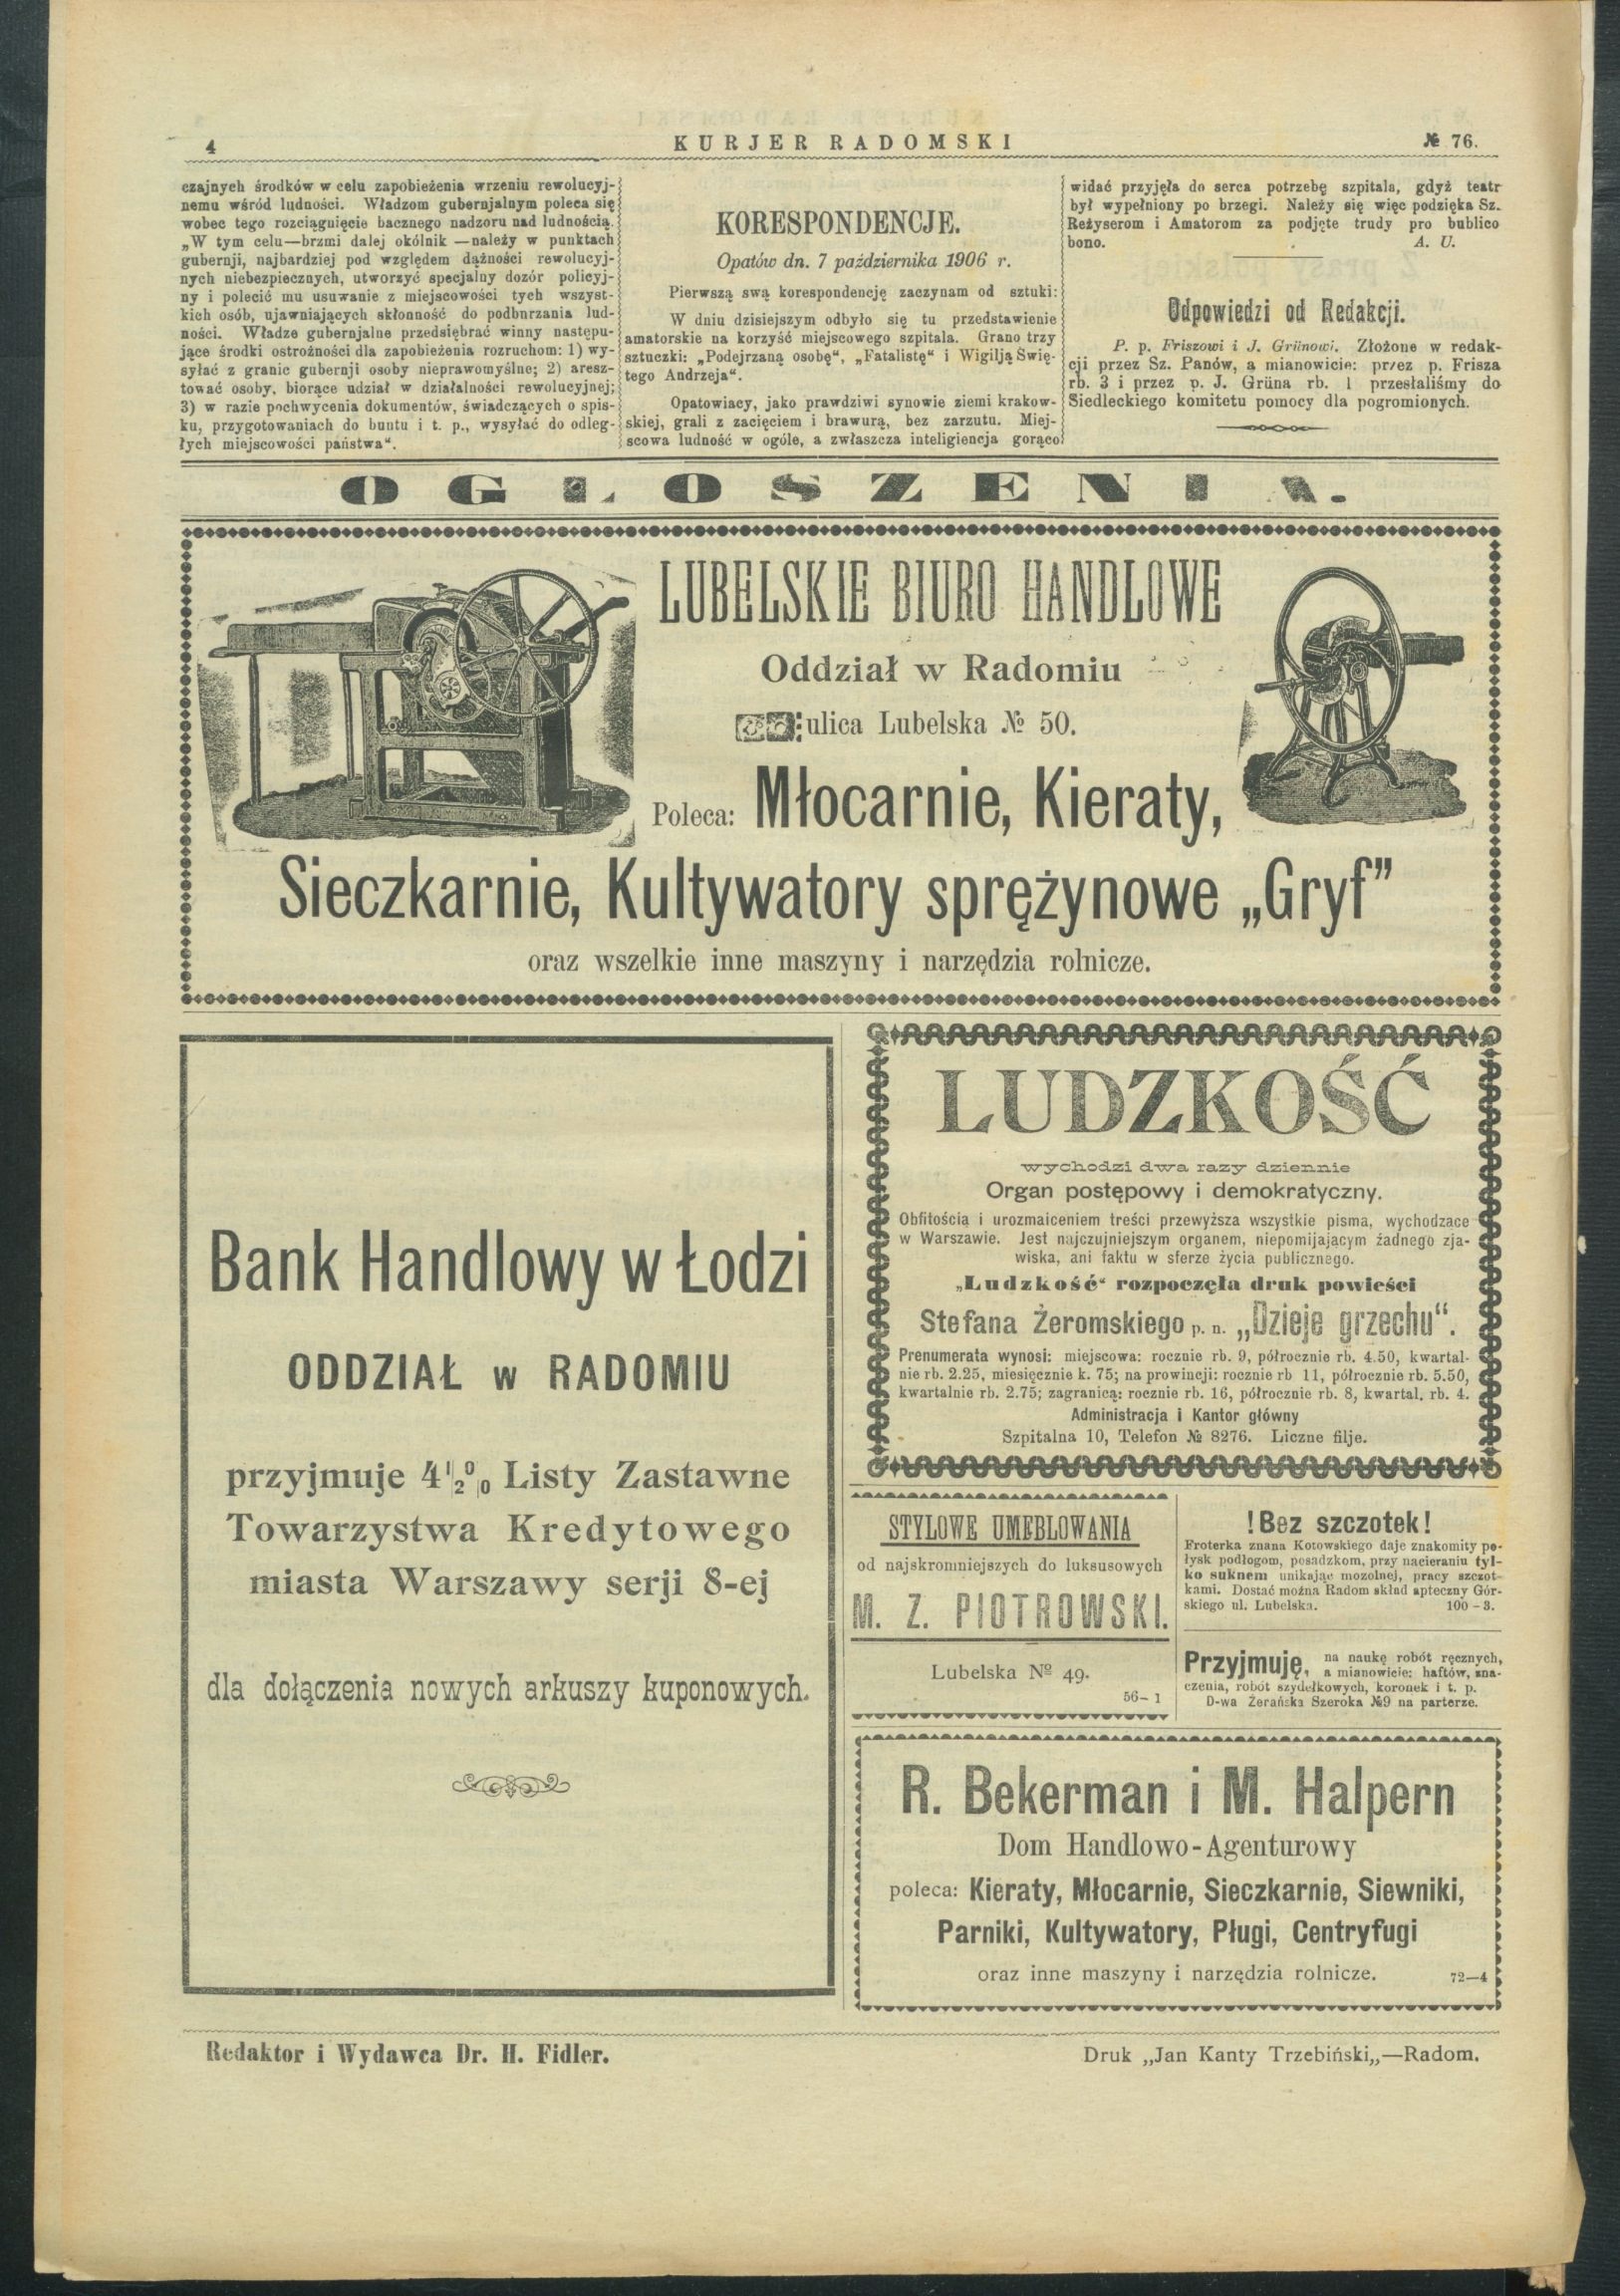 4
KURJER RADOMSKI
№ 76.
czajnych środków w celu zapobieżenia wrzeniu rewolucyj-
nemu wśród ludności. Władzom gubernjalnym poleca się
wobec tego rozciągnięcie bacznego nadzoru nad ludnością.
„W tym celu—brzmi dalej okólnik —należy w punktach
gubernji, najbardziej pod względem dążności rewolucyj-
nych niebezpiecznych, utworzyć specjalny dozór policyj-
ny i polecić mu usuwanie z miejscowości tych wszyst-
kich osób, ujawniających skłonność do podburzania lud-
ności. Władze gubernjalne przedsiębrać winny następu-
jące środki ostrożności dla zapobieżenia rozruchom: 1) wy-
syłać z granic gubernji osoby nieprawomyślne; 2) aresz-
tować osoby, biorące udział w działalności rewolucyjnej;
3) w razie pochwycenia dokumentów, świadczących o spis-
ku, przygotowaniach do buntu i t. p., wysyłać do odleg-
łych miejscowości państwa“.
KORESPONDENCJE.
Opatów dn. 7 października 1906 r.
Pierwszą swą korespondencję zaczynam od sztuki:
W dniu dzisiejszym odbyło się tu przedstawienie
amatorskie na korzyść miejscowego szpitala. Grano trzy
sztuczki: „Podejrzaną osobę“, „Fatalistę“ i Wigilją Swię-
tego Andrzeja“.
Opatowiacy, jako prawdziwi synowie ziemi krakow-
skiej, grali z zacięciem i brawurą, bez zarzutu. Miej-
scowa ludność w ogóle, a zwłaszcza inteligiencja gorąco
widać przyjęła do serca potrzebę szpitala, gdyż teatr
był wypełniony po brzegi. Należy się więc podzięka Sz.
Reżyserom i Amatorom za podjęte trudy pro bublico
bono. A. U.
Odpowiedzi od Redakcji.
P. p. Friszowi i J. Grünowi. Złożone w redak-
cji przez Sz. Panów, a mianowicie: przez p. Frisza
rb. 3 i przez p. J. Grüna rb. 1 przesłaliśmy do
Siedleckiego komitetu pomocy dla pogromionych.
OGŁOSZENIA.
LUBELSKIE BIURO HANDLOWE
Oddział w Radomiu
ulica Lubelska № 50.
Poleca: Młocarnie, Kieraty,
Sieczkarnie, Kultywatory sprężynowe „Gryf”
oraz wszelkie inne maszyny i narzędzia rolnicze.
Bank Handlowy w Łodzi
ODDZIAŁ w RADOMIU
przyjmuje 4½% Listy Zastawne
Towarzystwa Kredytowego
miasta Warszawy serji 8-ej
dla dołączenia nowych arkuszy kuponowych.
LUDZKOŚĆ
wychodzi dwa razy dziennie
Organ postępowy i demokratyczny.
Obfitością i urozmaiceniem treści przewyższa wszystkie pisma, wychodzące
w Warszawie. Jest najczujniejszym organem, niepomijającym żadnego zja-
wiska, ani faktu w sferze życia publicznego.
„Ludzkość“ rozpoczęła druk powieści
Stefana Żeromskiego p. n. „Dzieje grzechu“.
Prenumerata wynosi: miejscowa: rocznie rb. 9, półrocznie rb. 4.50, kwartal-
nie rb. 2.25, miesięcznie k. 75; na prowincji: rocznie rb 11, półrocznie rb. 5.50,
kwartalnie rb. 2.75; zagranicą: rocznie rb. 16, półrocznie rb. 8, kwartal. rb. 4.
Administracja i Kantor główny
Szpitalna 10, Telefon № 8276. Liczne filje.
STYLOWE UMEBLOWANIA
od najskromniejszych do luksusowych
M. Z. PIOTROWSKI.
Lubelska № 49.
56–1
!Bez szczotek!
Froterka znana Kotowskiego daje znakomity po-
łysk podłogom, posadzkom, przy nacieraniu tyl-
ko suknem unikając mozolnej, pracy szczot-
kami. Dostać można Radom skład apteczny Gór-
skiego ul. Lubelska. 100–3.
Przyjmuję, na naukę robót ręcznych,
a mianowicie: haftów, zna-
czenia, robót szydełkowych, koronek i t. p.
D-wa Żerańska Szeroka №9 na parterze.
R. Bekerman i M. Halpern
Dom Handlowo-Agenturowy
poleca: Kieraty, Młocarnie, Sieczkarnie, Siewniki,
Parniki, Kultywatory, Pługi, Centryfugi
oraz inne maszyny i narzędzia rolnicze. 72—4
Redaktor i Wydawca Dr. H. Fidler.
Druk „Jan Kanty Trzebiński„—Radom.